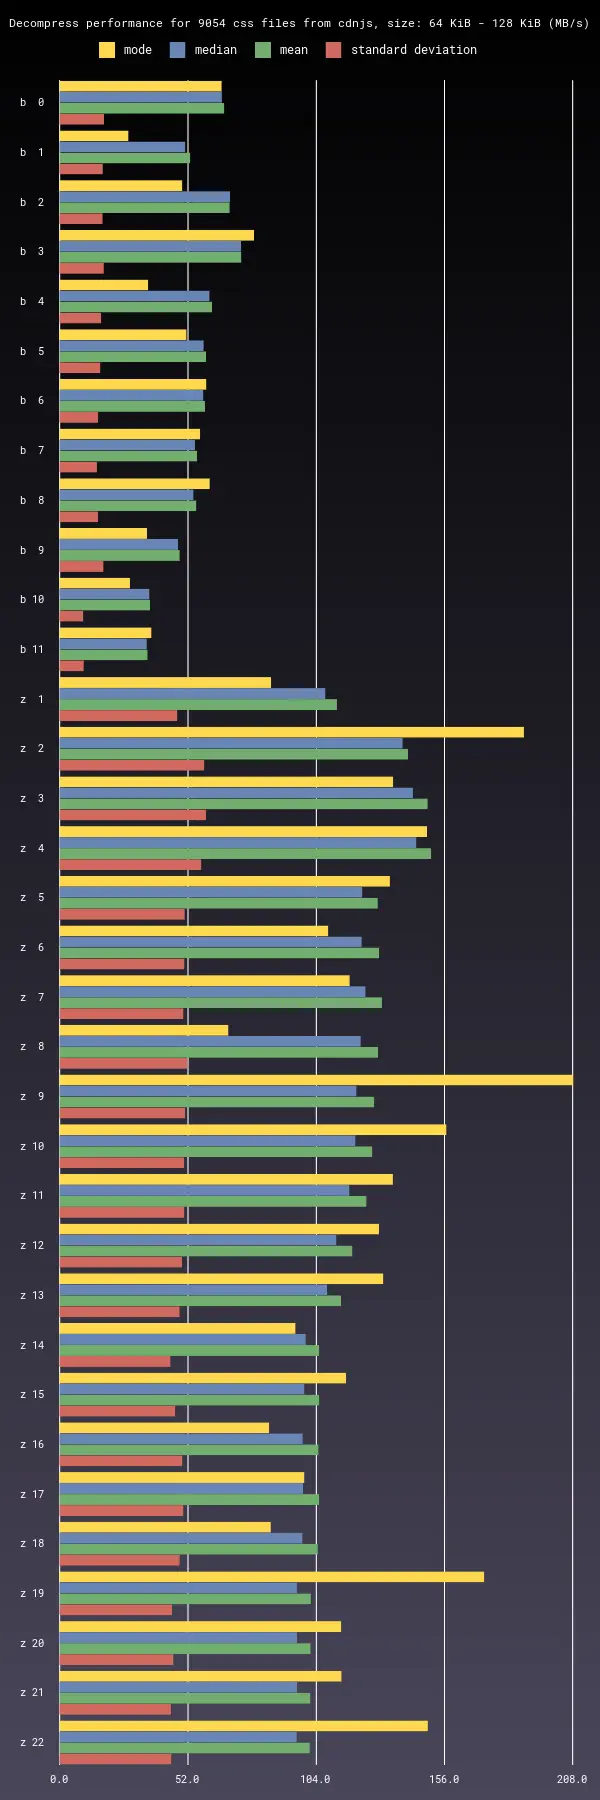 Decompress performance for 9054 css files from cdnjs, size: 64 KiB - 128 KiB (MB/s)
mode median mean standard deviation
b 0
b 1
b 2
b 3
b 4
b 5
b 6
b 7
b 8
b 9
b 10
b 11
z 1
z 2
z 3
z 4
z 5
z 6
z 7
z 8
z 9
z 10
z 11
z 12
z 13
z 14
z 15
z 16
z 17
z 18
z 19
z 20
z 21
z 22
0.0 52.0 104.0 156.0 208.0